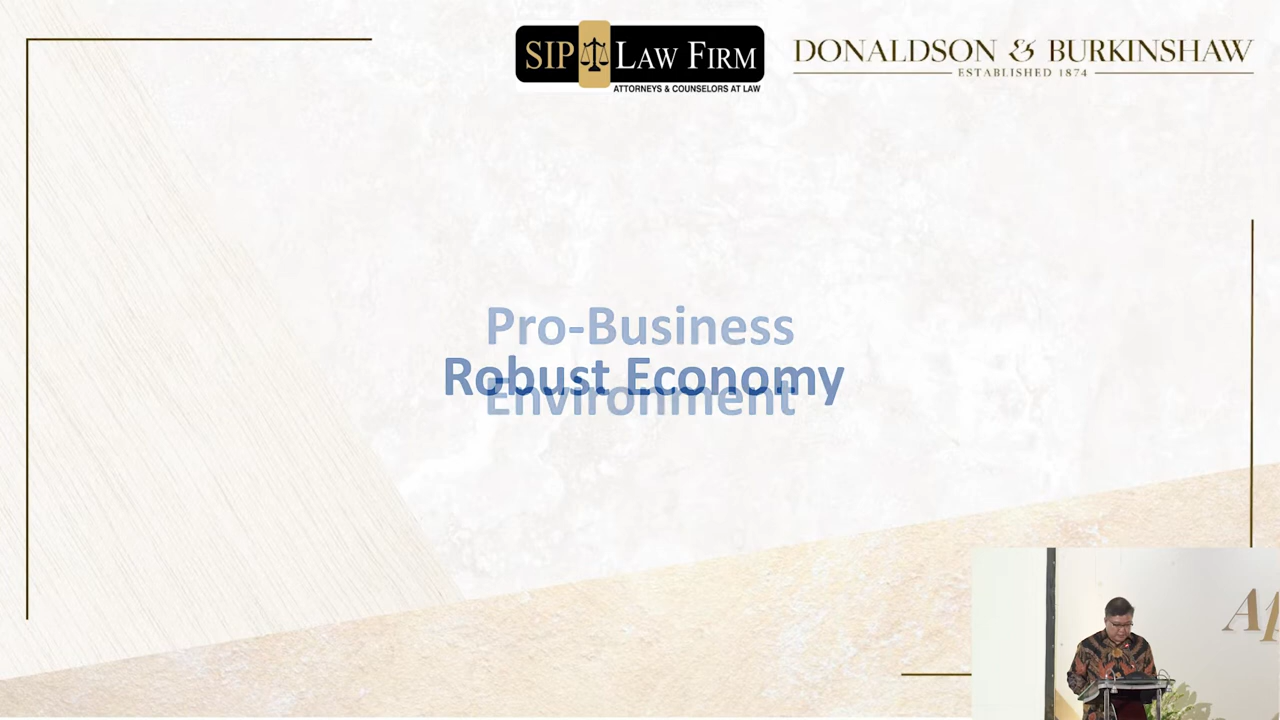 SIP LAW FIRM
ATTORNEYS & COUNSELORS AT LAW
DONALDSON & BURKINSHAW
ESTABLISHED 1874
Pro-Business
Robust Economy
Environment